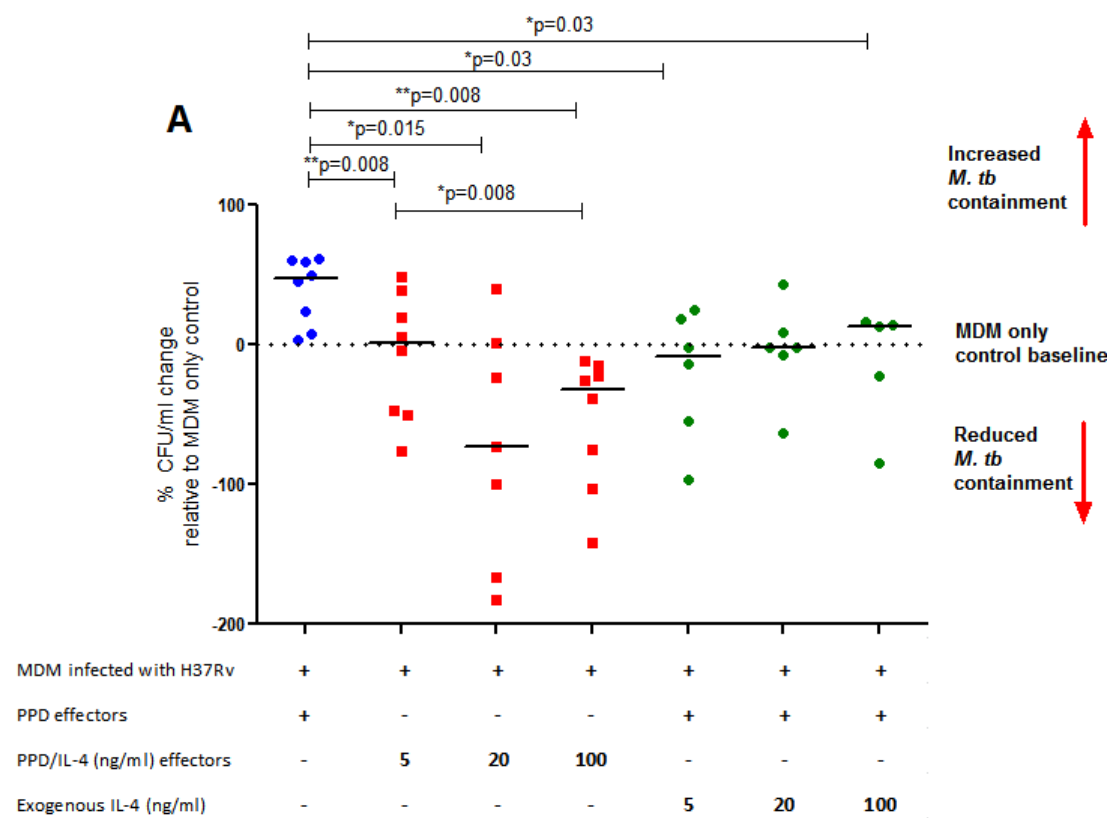 *p=0.03
*p=0.03
**p=0.008
A
*p=0.015
**p=0.008
*p=0.008
Increased
M. tb
containment
% CFU/ml change
relative to MDM only control
100
0
-100
-200
MDM only
control baseline
Reduced
M. tb
containment
MDM infected with H37Rv + + + + + + +
PPD effectors + - - - + + +
PPD/IL-4 (ng/ml) effectors - 5 20 100 - - -
Exogenous IL-4 (ng/ml) - - - - 5 20 100